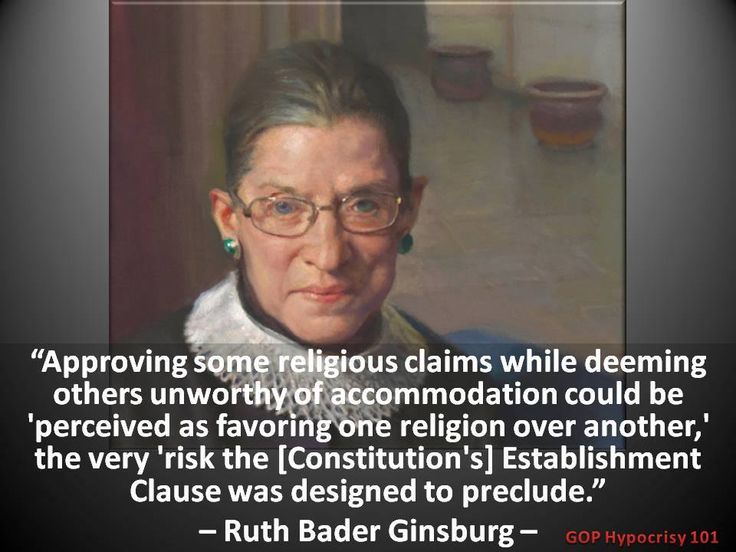 “Approving some religious claims while deeming
others unworthy of accommodation could be
'perceived as favoring one religion over another,'
the very 'risk the [Constitution's] Establishment
Clause was designed to preclude.”
– Ruth Bader Ginsburg –
GOP Hypocrisy 101